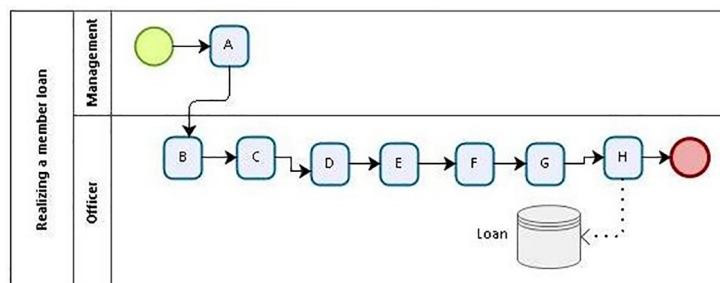 Realizing a member loan
Management
A
Officer
B
C
D
E
F
G
H
Loan